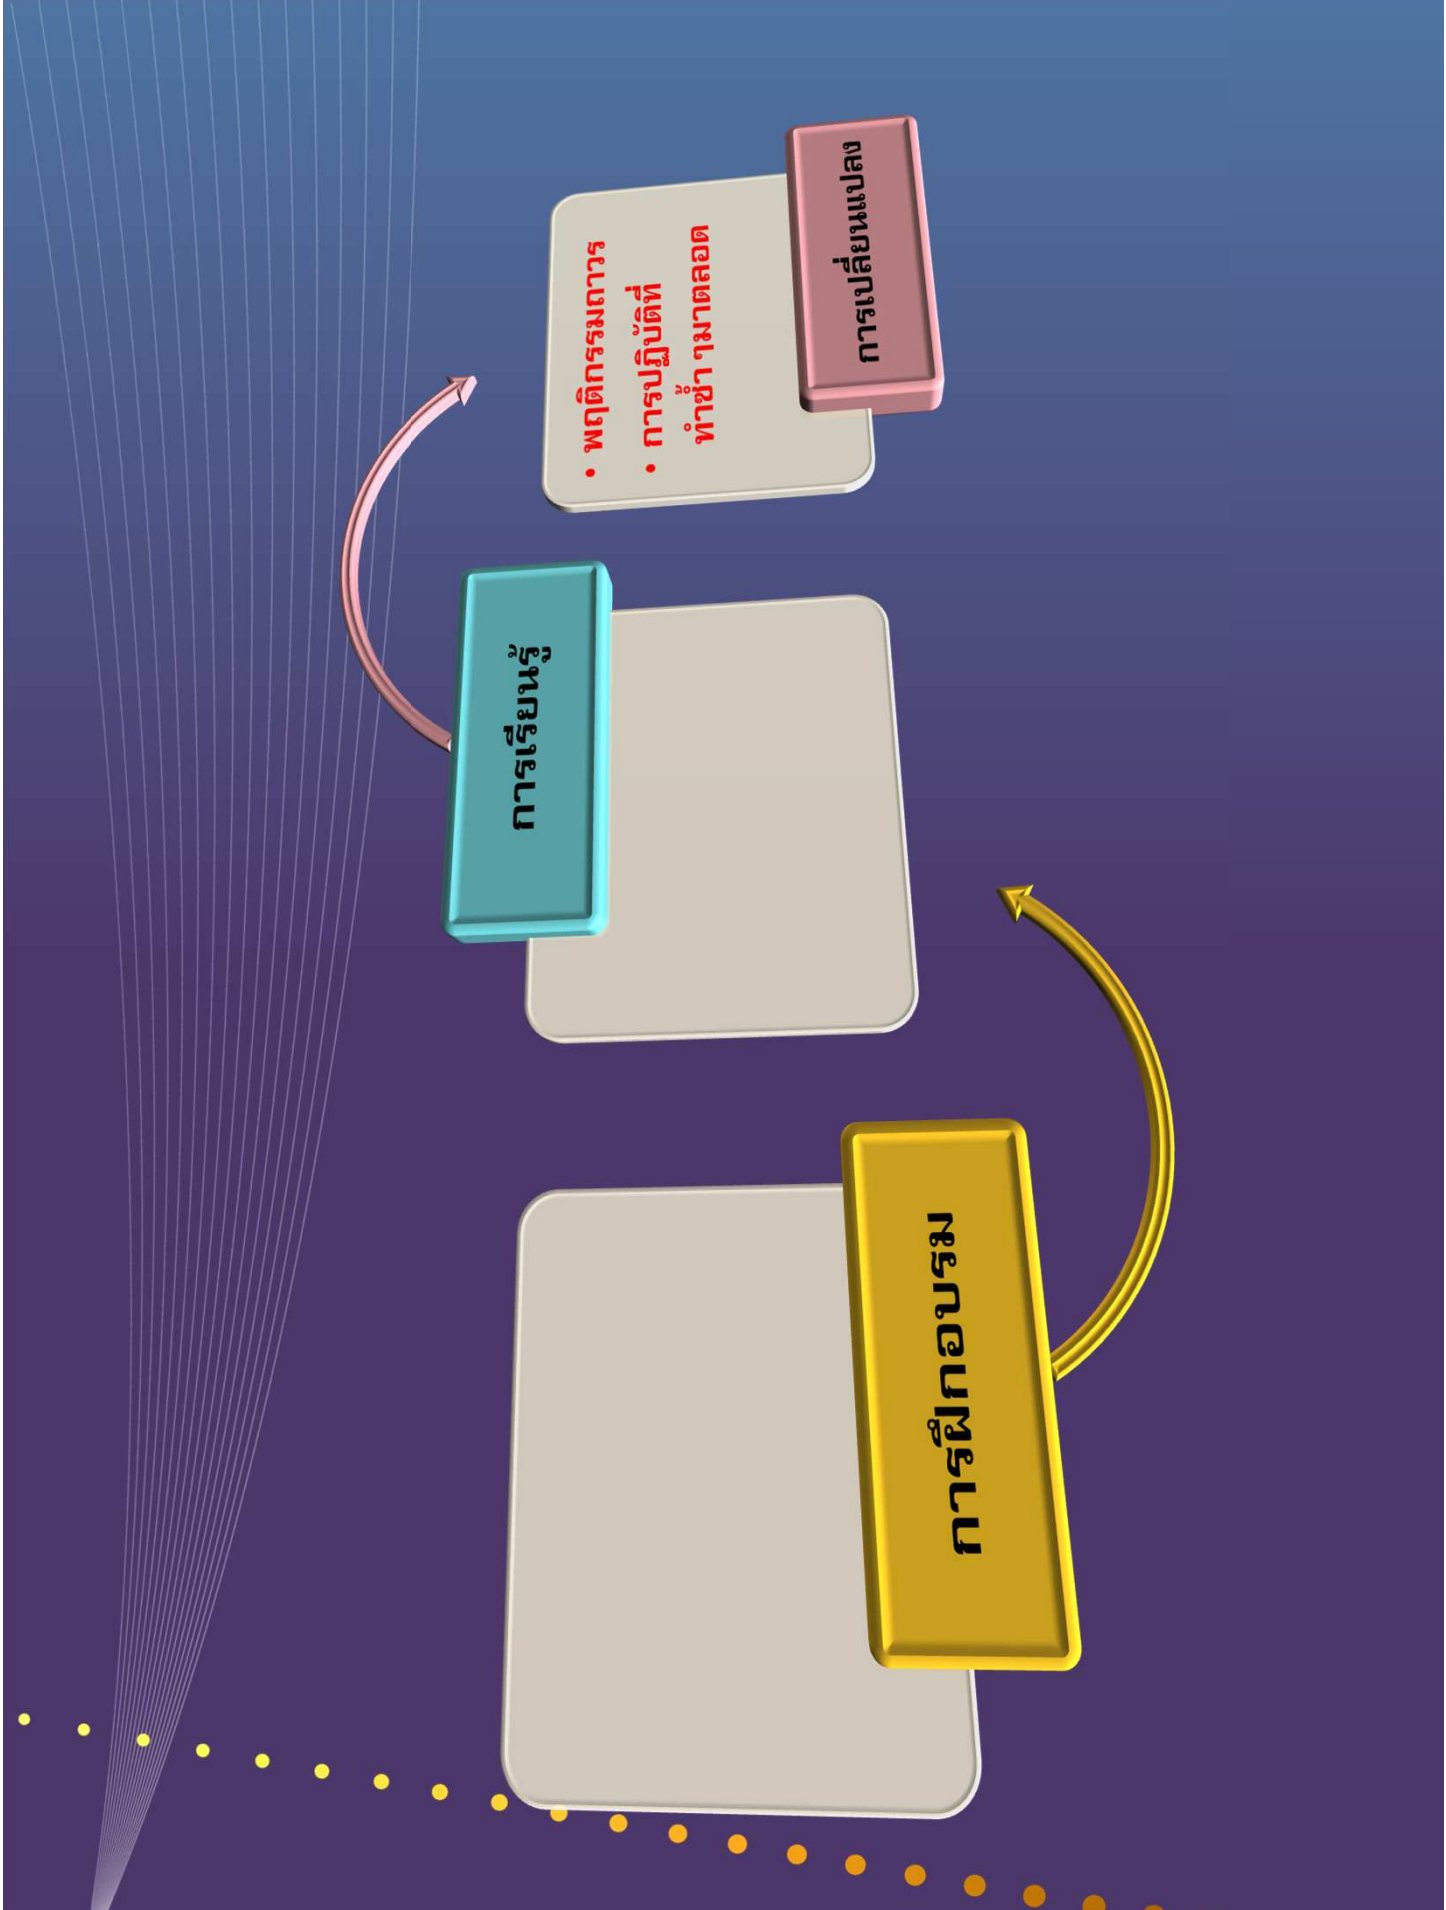 การฝึกอบรม
การเรียนรู้
• พฤติกรรมถาวร
• การปฏิบัติที่
ทำซ้ำ ๆมาตลอด
การเปลี่ยนแปลง